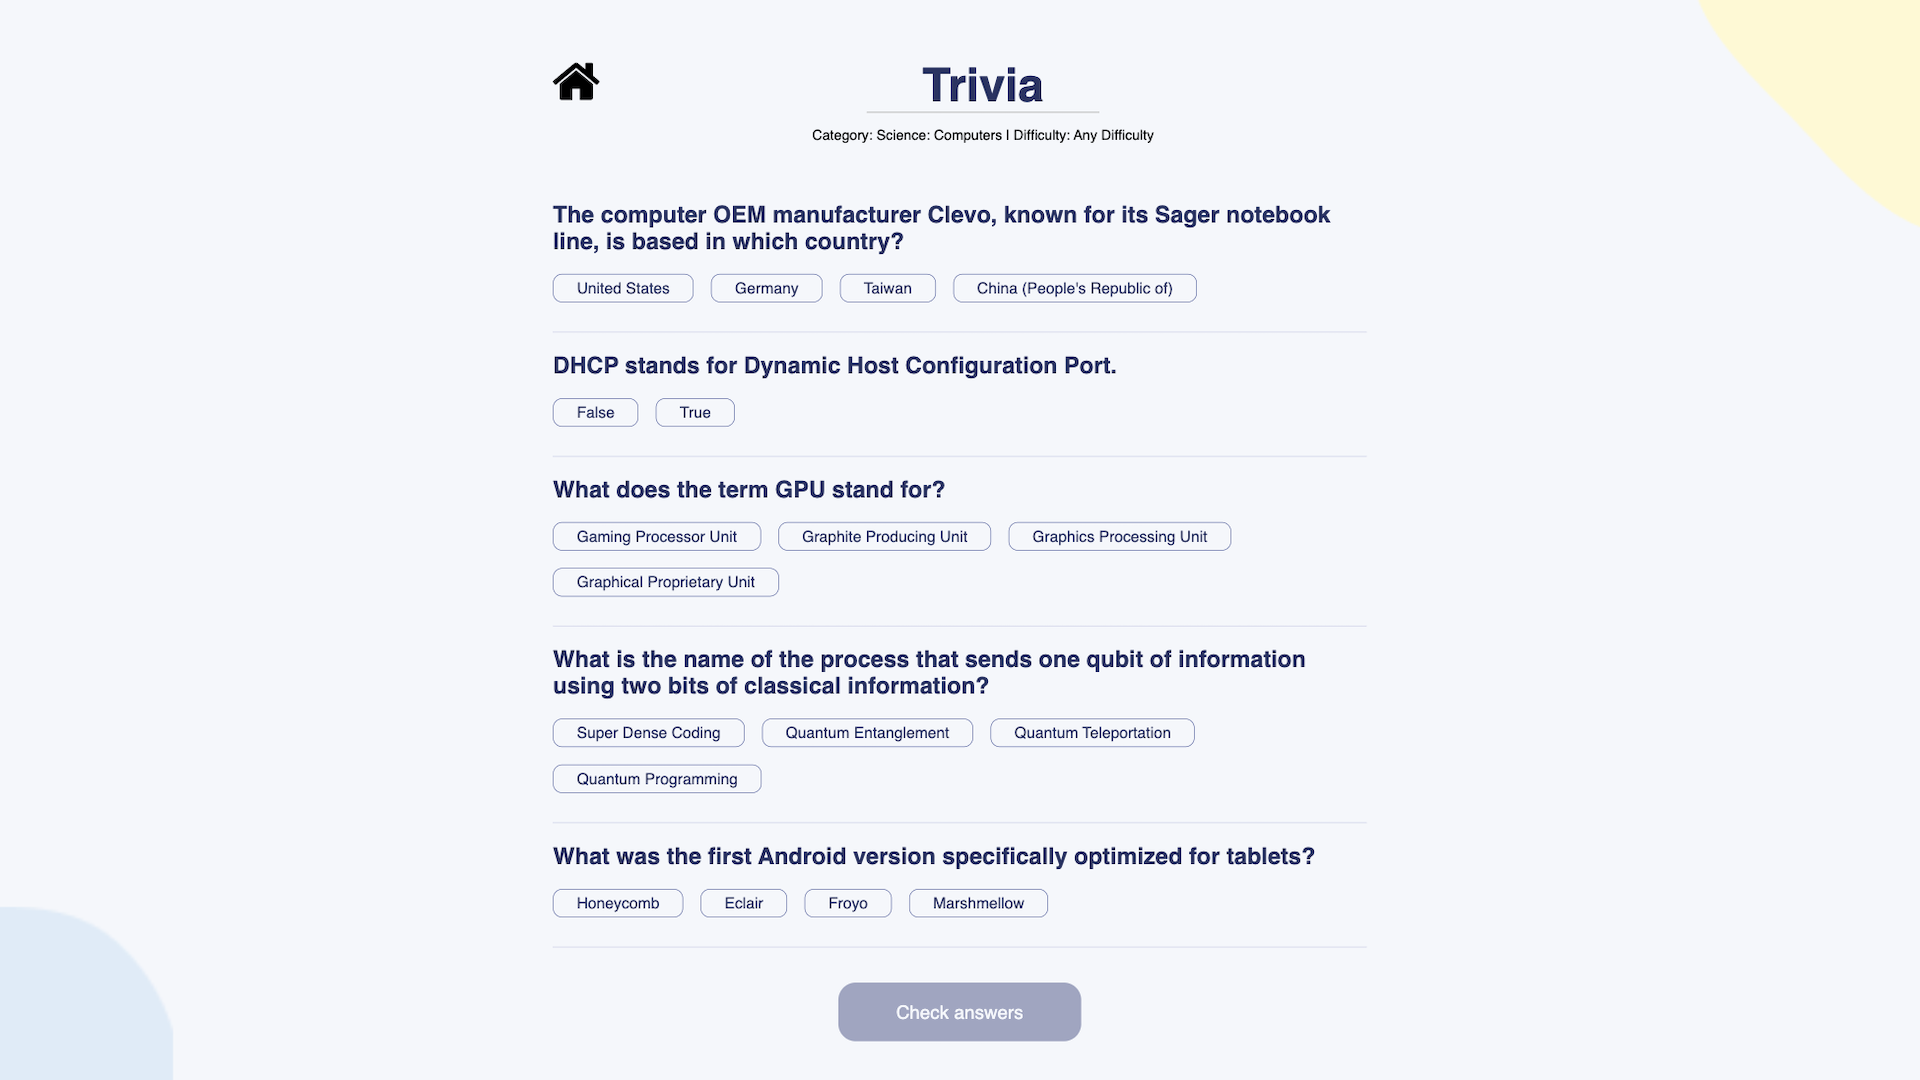 Trivia
Category: Science: Computers I Difficulty: Any Difficulty
The computer OEM manufacturer Clevo, known for its Sager notebook
line, is based in which country?
United States Germany Taiwan China (People's Republic of)
DHCP stands for Dynamic Host Configuration Port.
False True
What does the term GPU stand for?
Gaming Processor Unit Graphite Producing Unit Graphics Processing Unit
Graphical Proprietary Unit
What is the name of the process that sends one qubit of information
using two bits of classical information?
Super Dense Coding Quantum Entanglement Quantum Teleportation
Quantum Programming
What was the first Android version specifically optimized for tablets?
Honeycomb Eclair Froyo Marshmellow
Check answers